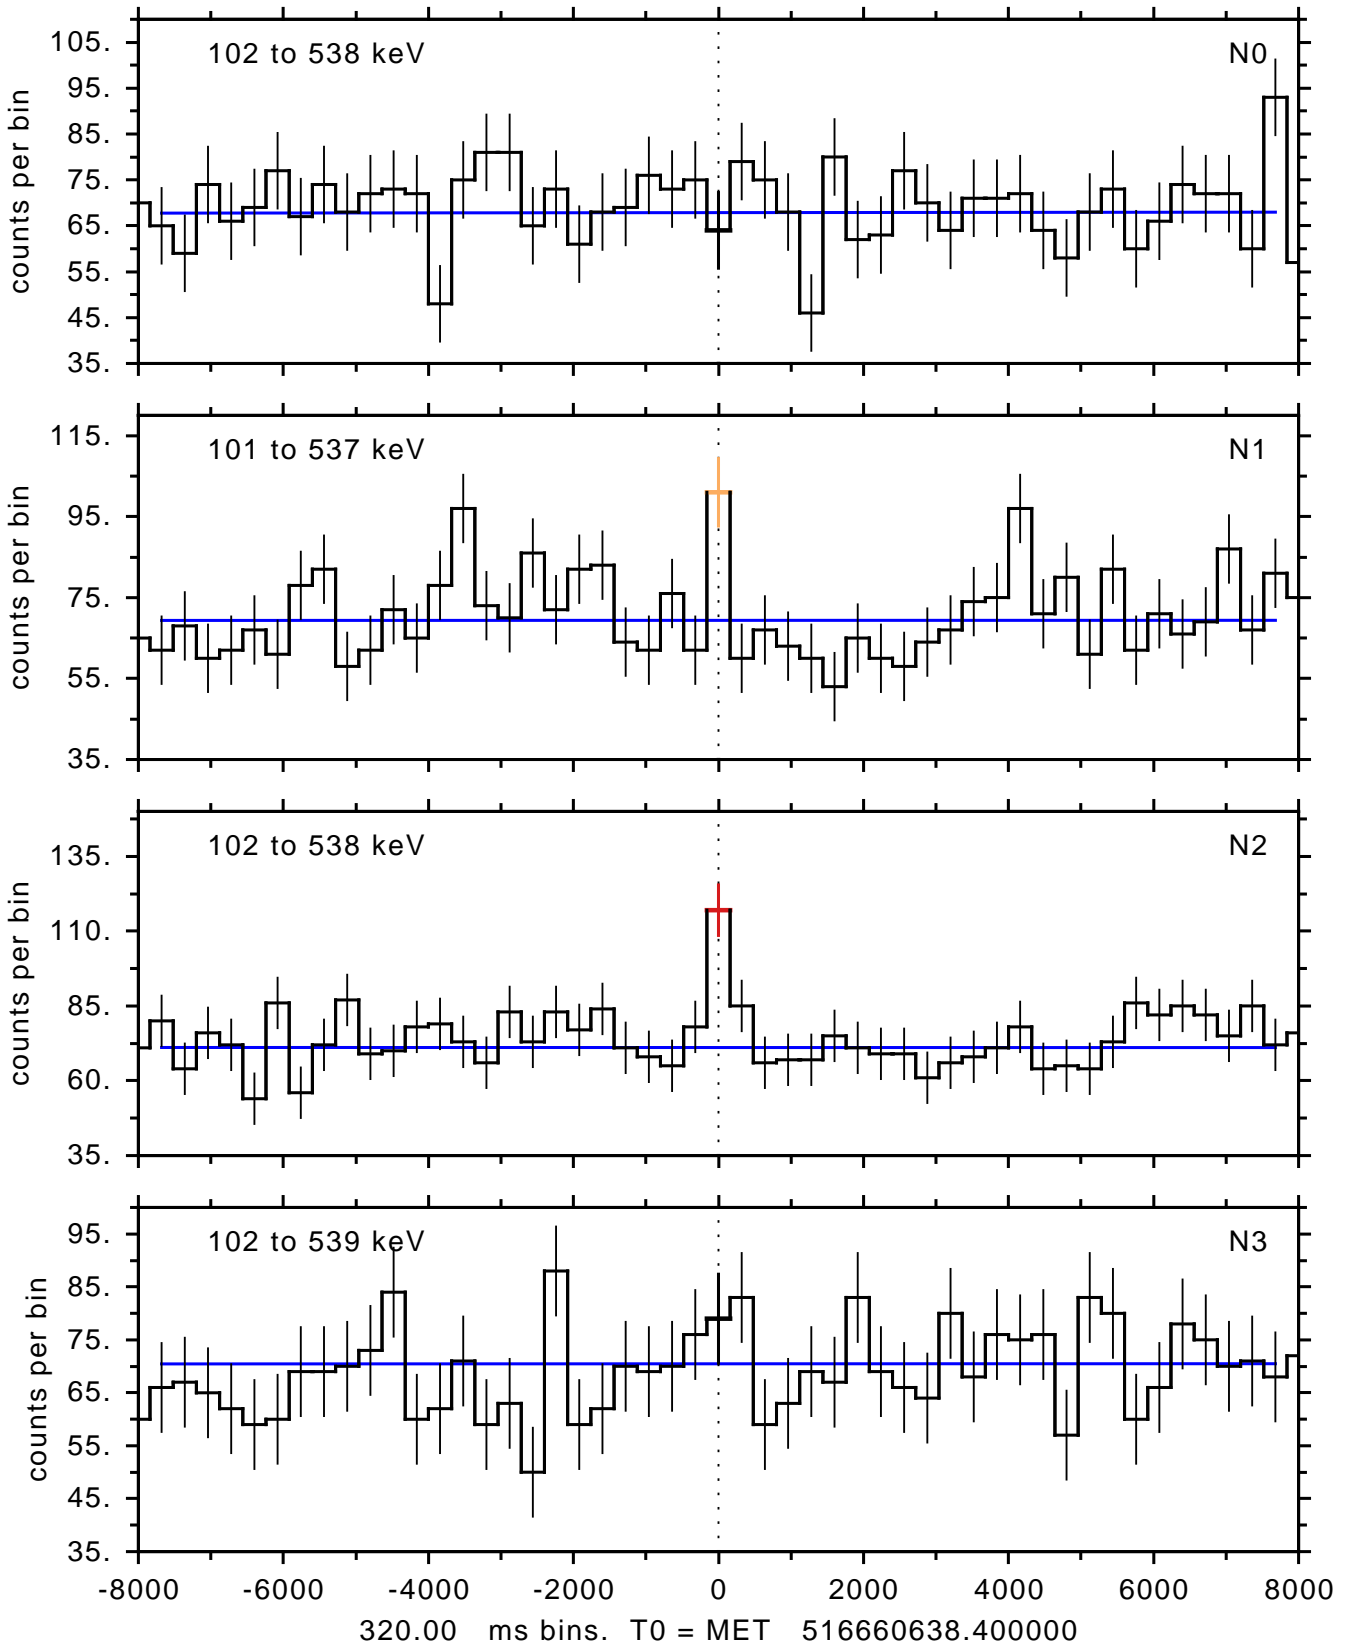 102 to 538 keV N0
105.
95.
85.
75.
65.
55.
45.
35.
counts per bin
101 to 537 keV N1
115.
95.
75.
55.
35.
counts per bin
102 to 538 keV N2
135.
110.
85.
60.
35.
counts per bin
102 to 539 keV N3
95.
85.
75.
65.
55.
45.
35.
counts per bin
-8000 -6000 -4000 -2000 0 2000 4000 6000 8000
320.00 ms bins. T0 = MET 516660638.400000